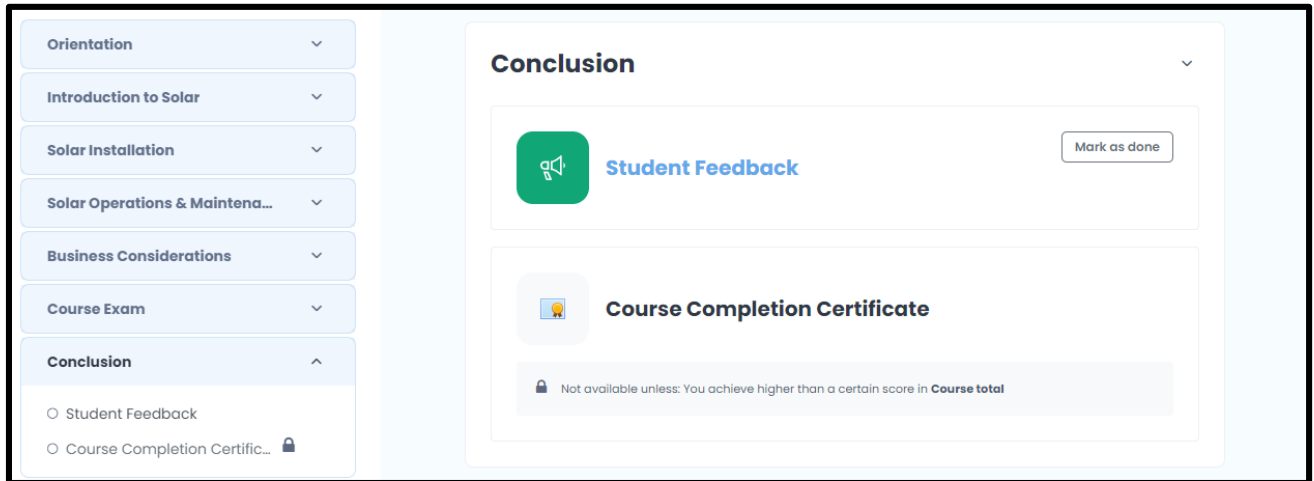 Orientation
Introduction to Solar
Solar Installation
Solar Operations & Maintena...
Business Considerations
Course Exam
Conclusion
Student Feedback
Course Completion Certific...
Conclusion
Student Feedback
Mark as done
Course Completion Certificate
Not available unless: You achieve higher than a certain score in Course total